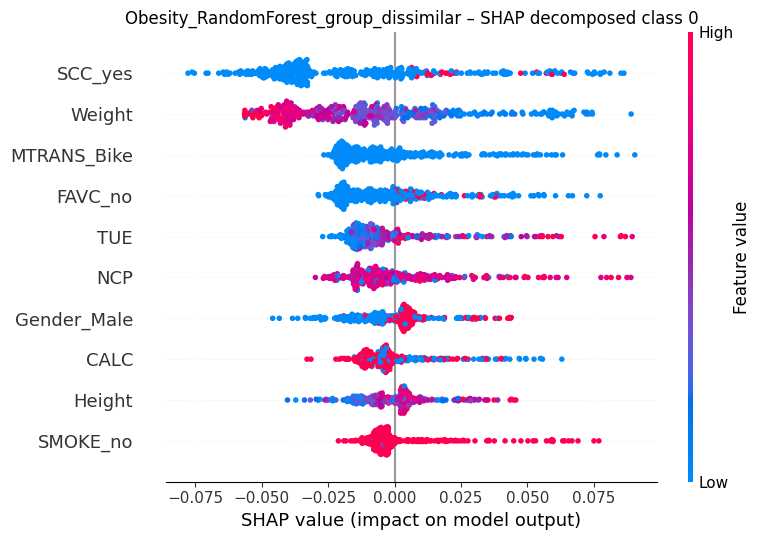 Obesity_RandomForest_group_dissimilar – SHAP decomposed class 0
High
SCC_yes
Weight
MTRANS_Bike
FAVC_no
TUE
NCP
Gender_Male
CALC
Height
SMOKE_no
Feature value
Low
−0.075 −0.050 −0.025 0.000 0.025 0.050 0.075
SHAP value (impact on model output)